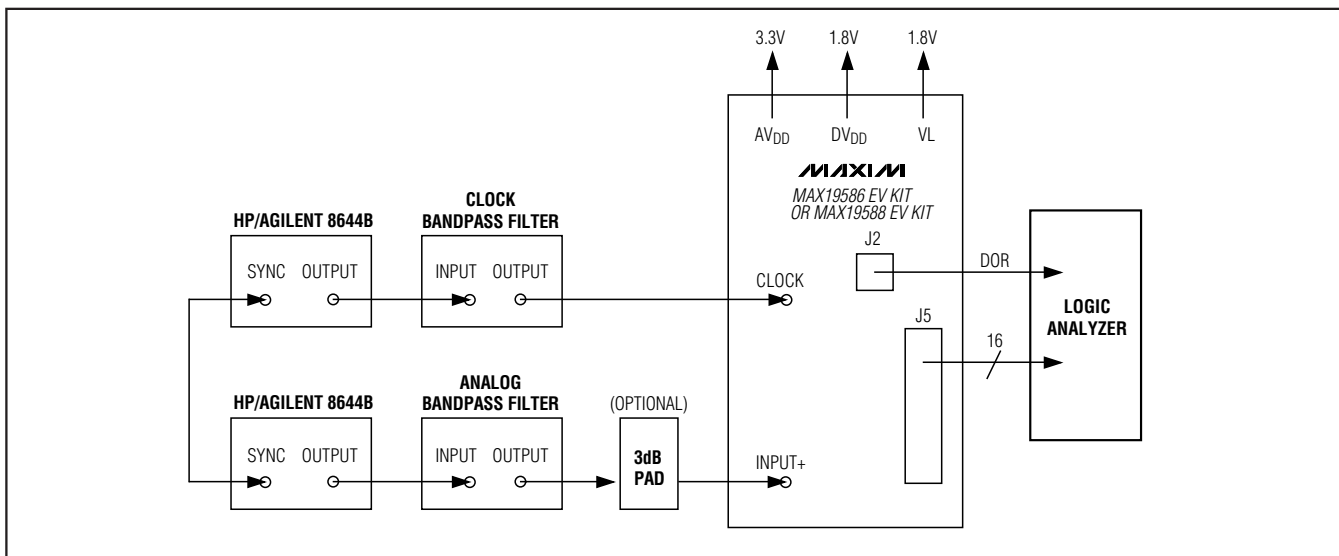 3.3V 1.8V 1.8V
AVDD DVDD VL
MAXIM
MAX19586 EV KIT
OR MAX19588 EV KIT
HP/AGILENT 8644B
SYNC OUTPUT
CLOCK
BANDPASS FILTER
INPUT OUTPUT
CLOCK
J2
DOR
J5
16
LOGIC
ANALYZER
HP/AGILENT 8644B
SYNC OUTPUT
ANALOG
BANDPASS FILTER
INPUT OUTPUT
(OPTIONAL)
3dB
PAD
INPUT+